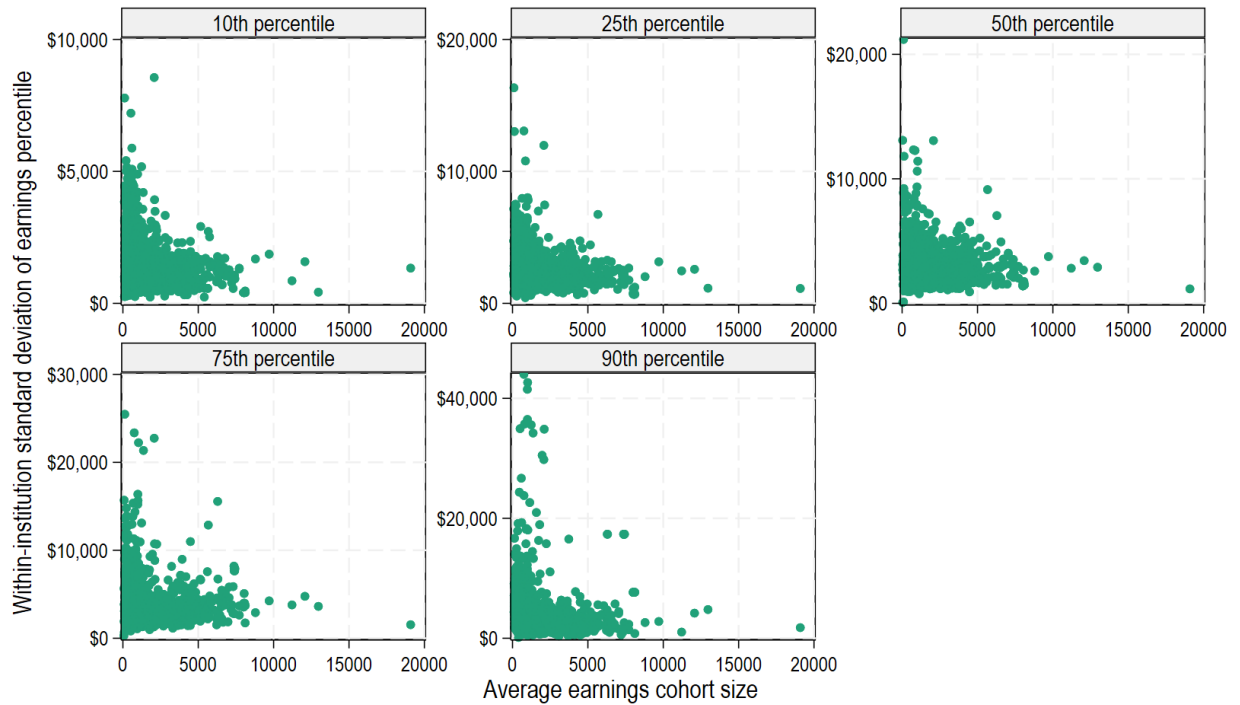 Within-institution standard deviation of earnings percentile
10th percentile
$10,000
$5,000
$0
0 5000 10000 15000 20000
25th percentile
$20,000
$10,000
$0
0 5000 10000 15000 20000
50th percentile
$20,000
$10,000
$0
0 5000 10000 15000 20000
75th percentile
$30,000
$20,000
$10,000
$0
0 5000 10000 15000 20000
90th percentile
$40,000
$20,000
$0
0 5000 10000 15000 20000
Average earnings cohort size